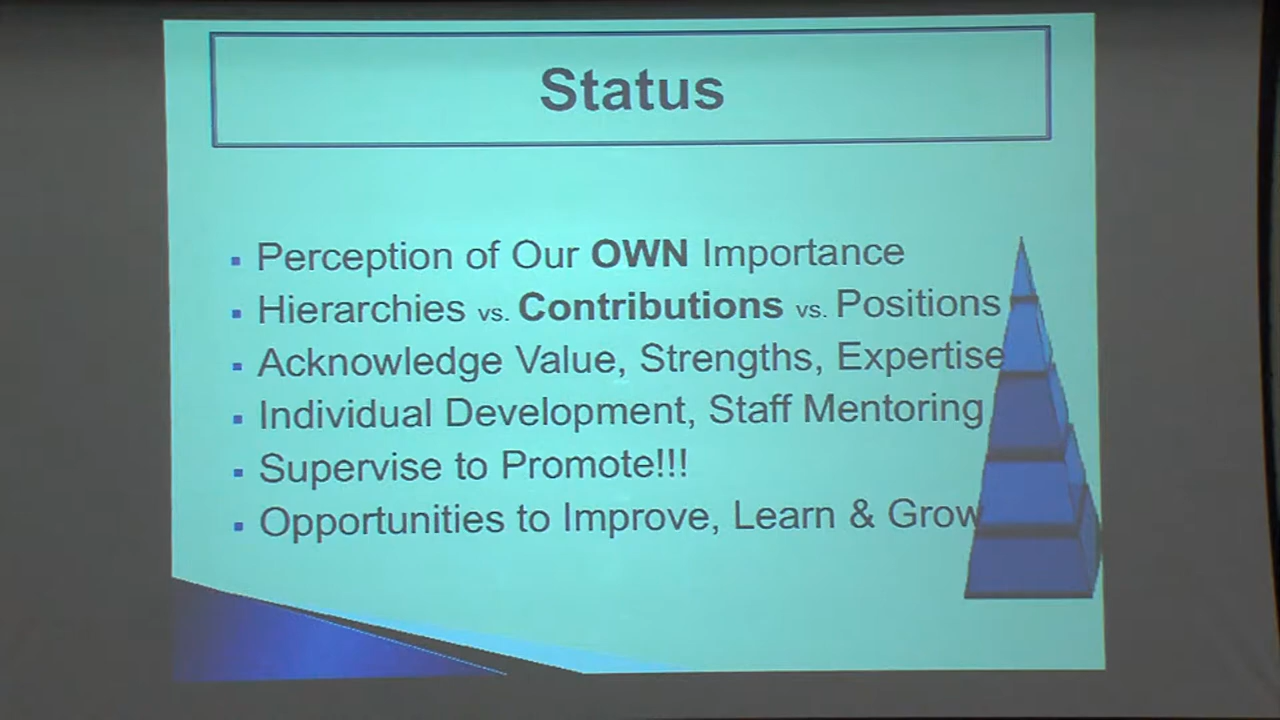 Status
▪ Perception of Our OWN Importance
▪ Hierarchies vs. Contributions vs. Positions
▪ Acknowledge Value, Strengths, Expertise
▪ Individual Development, Staff Mentoring
▪ Supervise to Promote!!!
▪ Opportunities to Improve, Learn & Grow